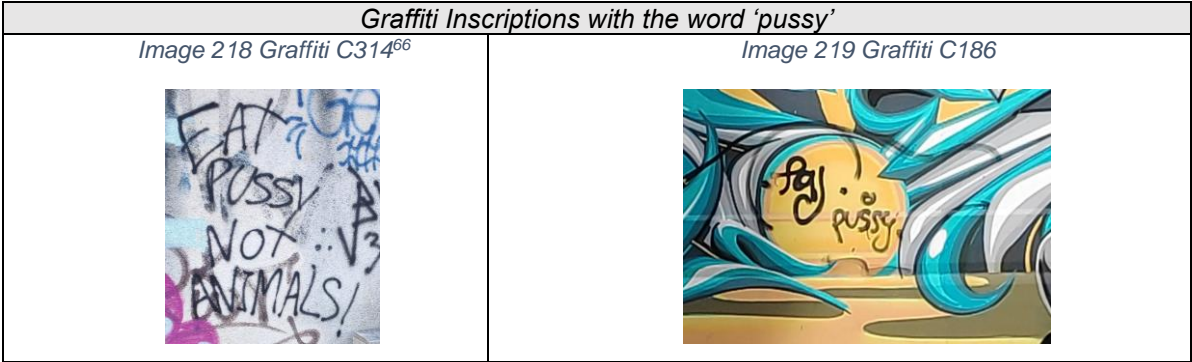 Graffiti Inscriptions with the word ‘pussy’
Image 218 Graffiti C314⁶⁶
Image 219 Graffiti C186
EAT
PUSSY
NOT
ANIMALS!
pussy